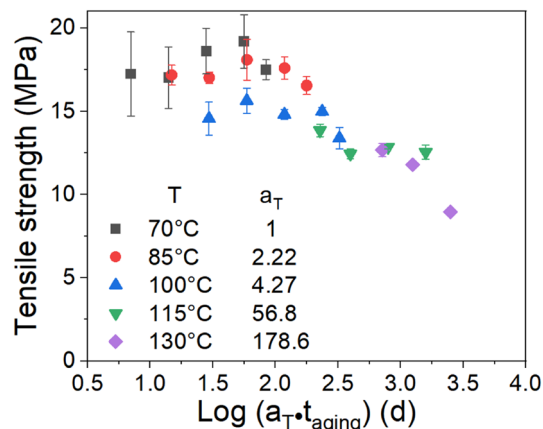 Tensile strength (MPa)
20
15
10
5
0
T a_T
70°C 1
85°C 2.22
100°C 4.27
115°C 56.8
130°C 178.6
0.5 1.0 1.5 2.0 2.5 3.0 3.5 4.0
Log (a_T•t_aging) (d)